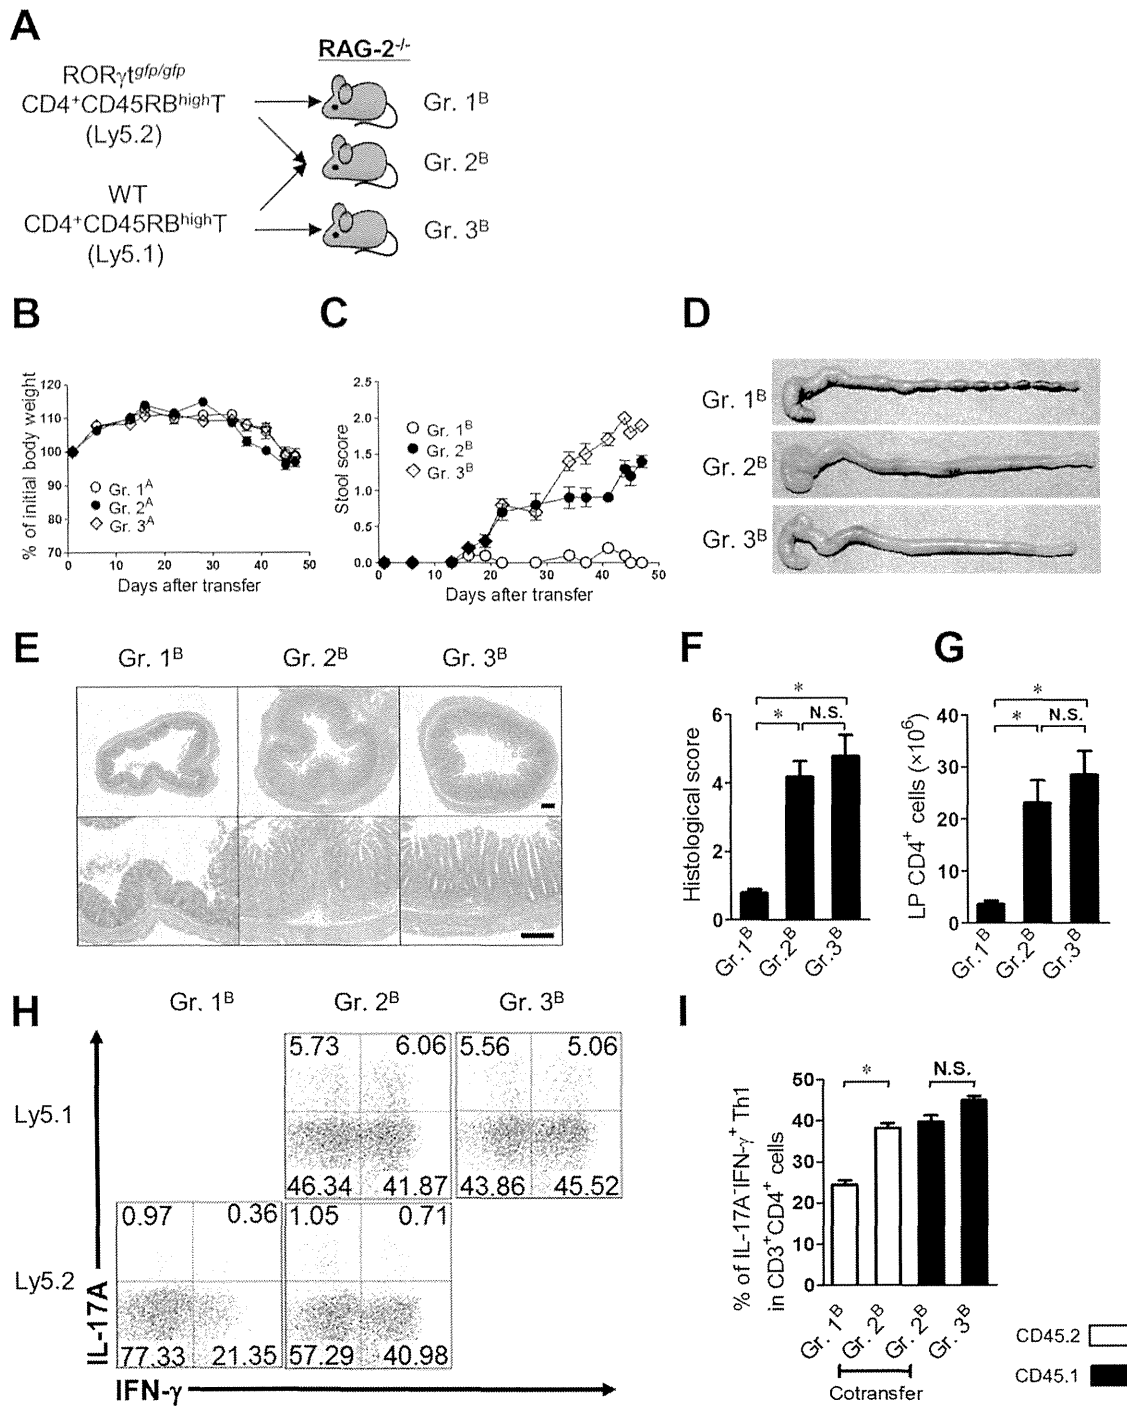 A
RAG-2-/-
RORγtgfp/gfp
CD4+CD45RBhighT
(Ly5.2)
Gr. 1B
Gr. 2B
WT
CD4+CD45RBhighT
(Ly5.1)
Gr. 3B
B
% of initial body weight
120
110
100
90
80
70
0 10 20 30 40 50
Days after transfer
Gr. 1A
Gr. 2A
Gr. 3A
C
Stool score
2.5
2.0
1.5
1.0
0.5
0.0
0 10 20 30 40 50
Days after transfer
Gr. 1B
Gr. 2B
Gr. 3B
D
Gr. 1B
Gr. 2B
Gr. 3B
E
Gr. 1B Gr. 2B Gr. 3B
F
Histological score
6
4
2
0
* * N.S.
Gr.1B Gr.2B Gr.3B
G
LP CD4+ cells (×10⁶)
40
30
20
10
0
* * N.S.
Gr.1B Gr.2B Gr.3B
H
Gr. 1B Gr. 2B Gr. 3B
Ly5.1
5.73 6.06 5.56 5.06
46.34 41.87 43.86 45.52
Ly5.2
0.97 0.36 1.05 0.71
77.33 21.35 57.29 40.98
IL-17A
IFN-γ
I
% of IL-17A-IFN-γ+ Th1
in CD3+CD4+ cells
50
40
30
20
10
0
* N.S.
Gr. 1B Gr. 2B Gr. 2B Gr. 3B
Cotransfer
CD45.2
CD45.1